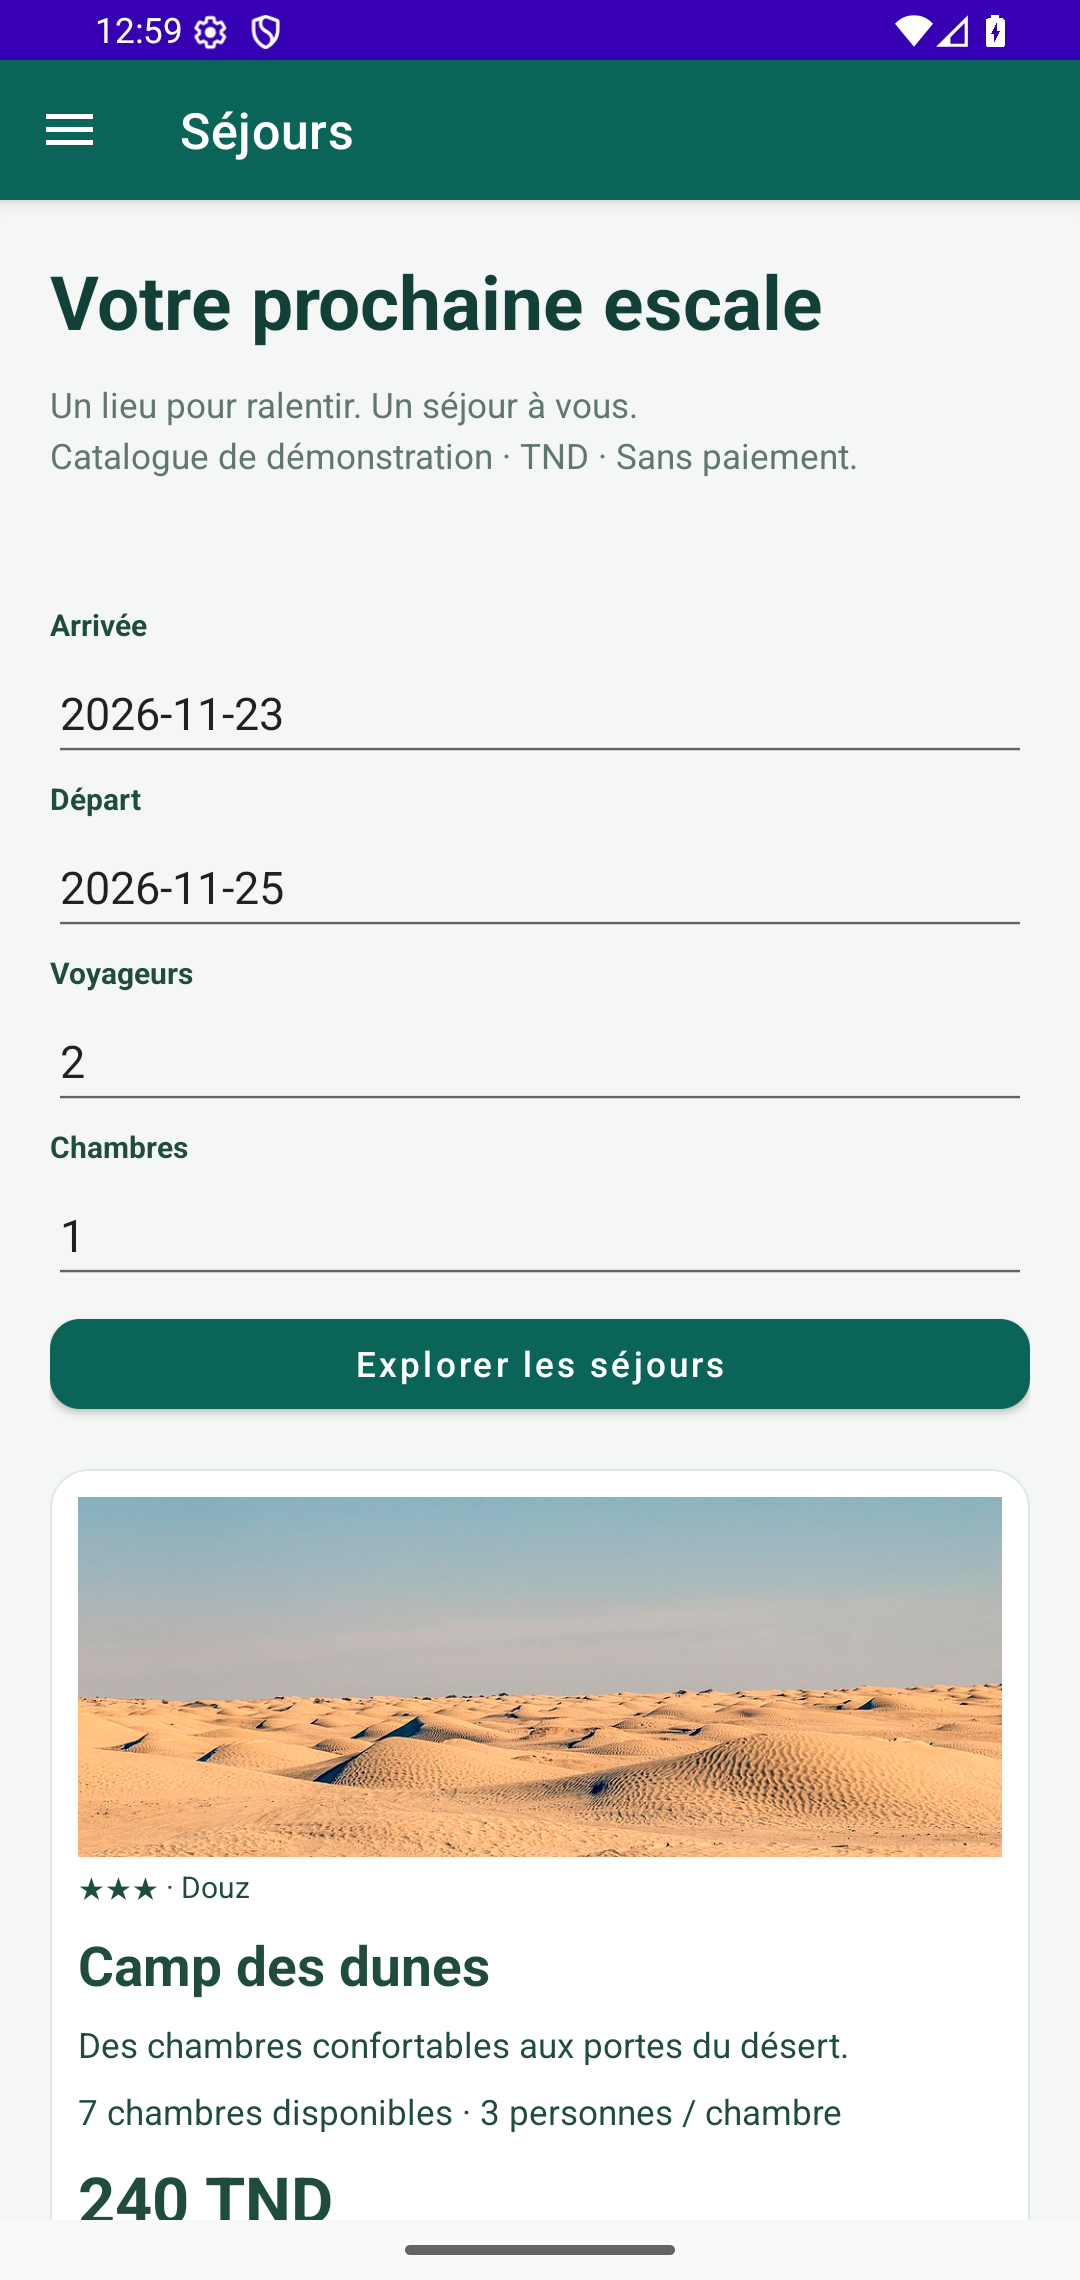 12:59
Séjours
Votre prochaine escale
Un lieu pour ralentir. Un séjour à vous.
Catalogue de démonstration · TND · Sans paiement.
Arrivée
2026-11-23
Départ
2026-11-25
Voyageurs
2
Chambres
1
Explorer les séjours
★★★ · Douz
Camp des dunes
Des chambres confortables aux portes du désert.
7 chambres disponibles · 3 personnes / chambre
240 TND